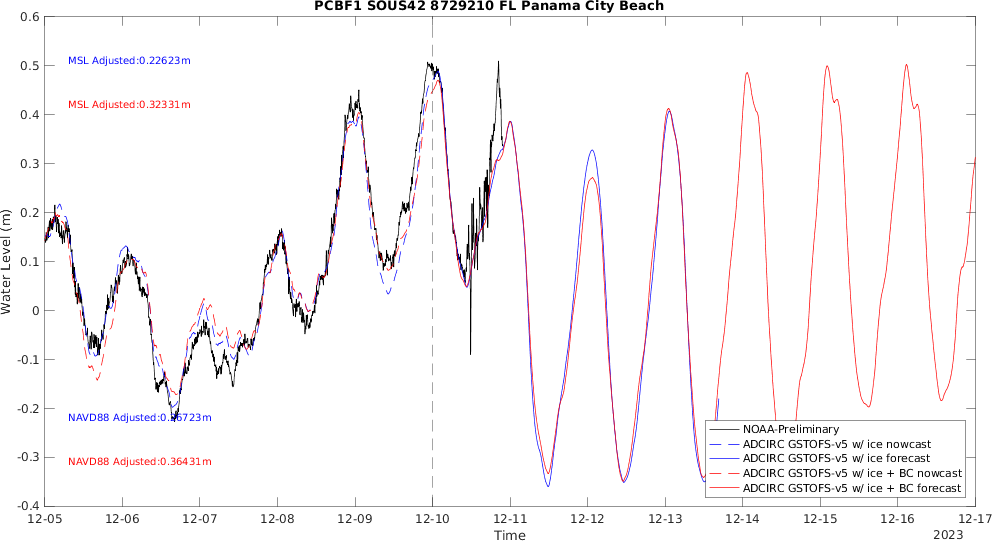 PCBF1 SOUS42 8729210 FL Panama City Beach
0.6
0.5
0.4
0.3
0.2
0.1
0
-0.1
-0.2
-0.3
-0.4
Water Level (m)
MSL Adjusted:0.22623m
MSL Adjusted:0.32331m
NAVD88 Adjusted:0.26723m
NAVD88 Adjusted:0.36431m
NOAA-Preliminary
ADCIRC GSTOFS-v5 w/ ice nowcast
ADCIRC GSTOFS-v5 w/ ice forecast
ADCIRC GSTOFS-v5 w/ ice + BC nowcast
ADCIRC GSTOFS-v5 w/ ice + BC forecast
12-05 12-06 12-07 12-08 12-09 12-10 12-11 12-12 12-13 12-14 12-15 12-16 12-17
Time
2023